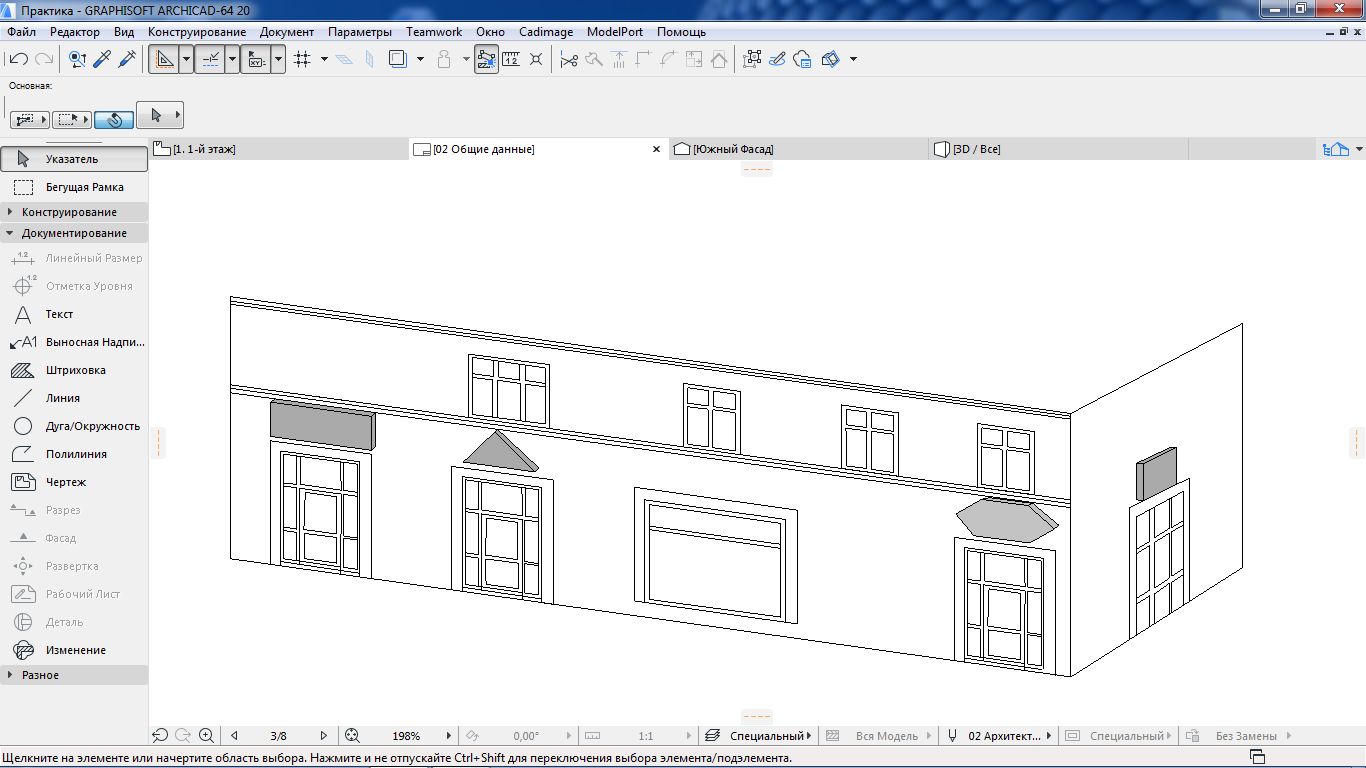 Практика - GRAPHISOFT ARCHICAD-64 20
Файл Редактор Вид Конструирование Документ Параметры Teamwork Окно Cadimage ModelPort Помощь
Основная:
[1. 1-й этаж]
[02 Общие данные]
[Южный Фасад]
[3D / Все]
Указатель
Бегущая Рамка
Конструирование
Документирование
Линейный Размер
Отметка Уровня
Текст
Выносная Надпи...
Штриховка
Линия
Дуга/Окружность
Полилиния
Чертеж
Разрез
Фасад
Развертка
Рабочий Лист
Деталь
Изменение
Разное
3/8 198% 0,00° 1:1 Специальный Вся Модель 02 Архитект... Специальный Без Замены
Щелкните на элементе или начертите область выбора. Нажмите и не отпускайте Ctrl+Shift для переключения выбора элемента/подэлемента.